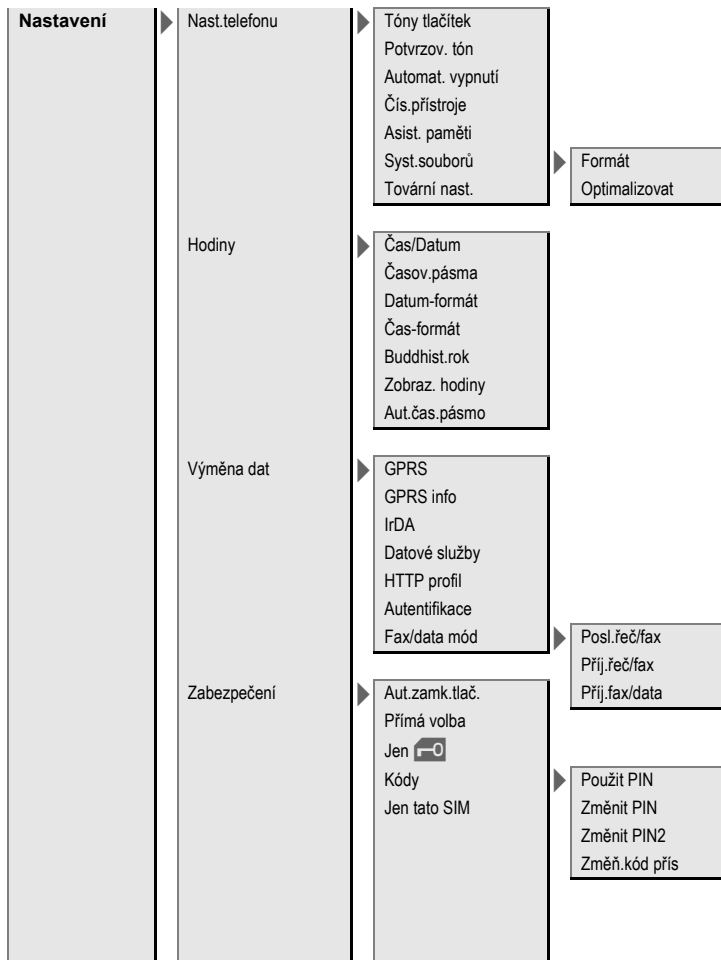 Nastavení
Nast.telefonu
Tóny tlačítek
Potvrzov. tón
Automat. vypnutí
Čís.přístroje
Asist. paměti
Syst.souborů
Formát
Optimalizovat
Tovární nast.
Hodiny
Čas/Datum
Časov.pásma
Datum-formát
Čas-formát
Buddhist.rok
Zobraz. hodiny
Aut.čas.pásmo
Výměna dat
GPRS
GPRS info
IrDA
Datové služby
HTTP profil
Autentifikace
Fax/data mód
Posl.řeč/fax
Příj.řeč/fax
Příj.fax/data
Zabezpečení
Aut.zamk.tlač.
Přímá volba
Jen
Kódy
Použit PIN
Změnit PIN
Změnit PIN2
Změň.kód přís
Jen tato SIM